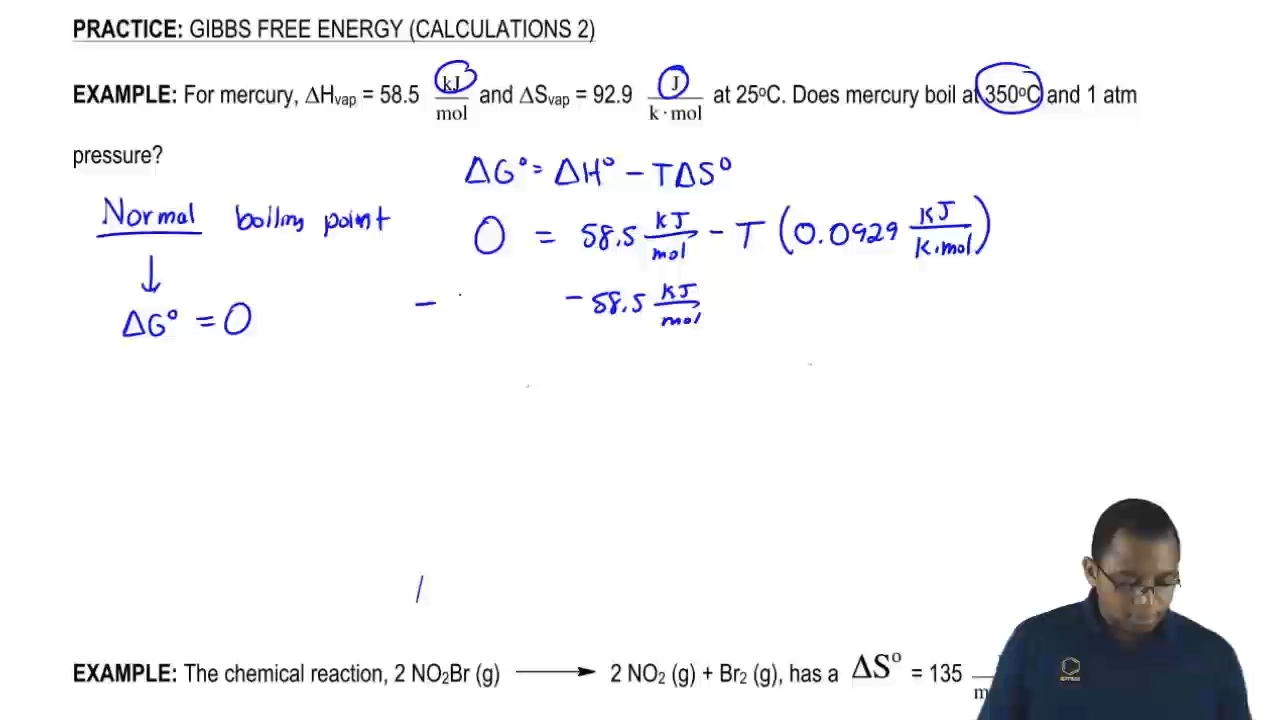 PRACTICE: GIBBS FREE ENERGY (CALCULATIONS 2)
EXAMPLE: For mercury, ΔHvap = 58.5 kJ/mol and ΔSvap = 92.9 J/k·mol at 25°C. Does mercury boil at 350°C and 1 atm
pressure?
ΔG° = ΔH° − TΔS°
Normal boiling point
0 = 58.5 kJ/mol − T (0.0929 kJ/K·mol)
↓
− −58.5 kJ/mol
ΔG° = 0
EXAMPLE: The chemical reaction, 2 NO₂Br (g) ⟶ 2 NO₂ (g) + Br₂ (g), has a ΔS° = 135